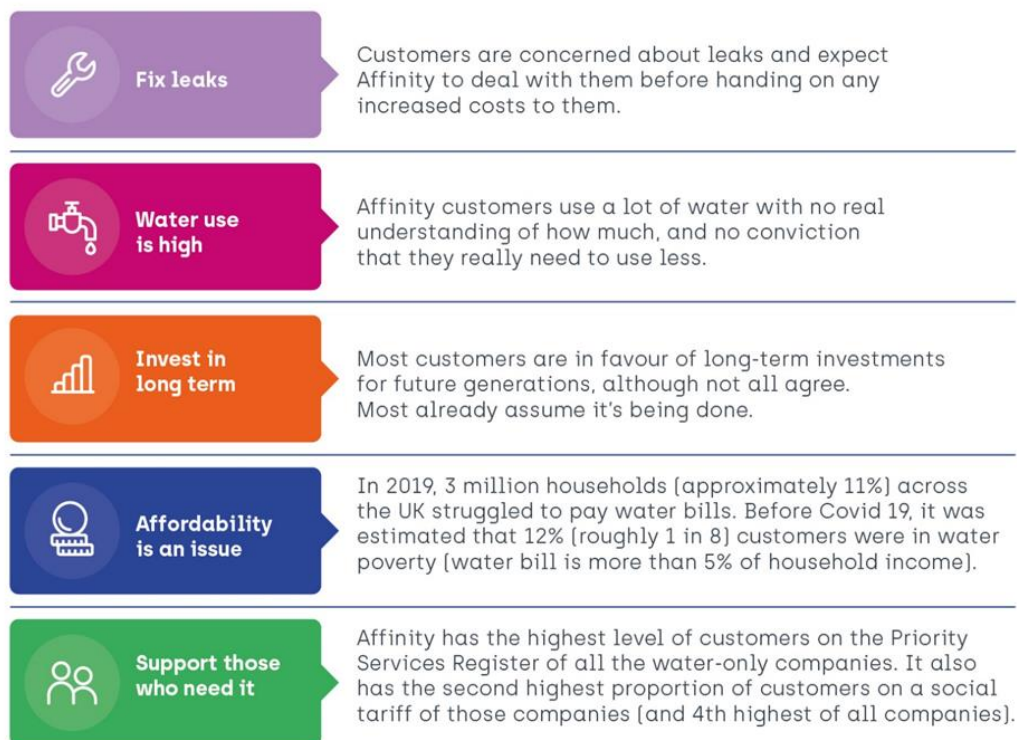 Fix leaks
Customers are concerned about leaks and expect
Affinity to deal with them before handing on any
increased costs to them.
Water use
is high
Affinity customers use a lot of water with no real
understanding of how much, and no conviction
that they really need to use less.
Invest in
long term
Most customers are in favour of long-term investments
for future generations, although not all agree.
Most already assume it's being done.
Affordability
is an issue
In 2019, 3 million households (approximately 11%) across
the UK struggled to pay water bills. Before Covid 19, it was
estimated that 12% (roughly 1 in 8) customers were in water
poverty (water bill is more than 5% of household income).
Support those
who need it
Affinity has the highest level of customers on the Priority
Services Register of all the water-only companies. It also
has the second highest proportion of customers on a social
tariff of those companies (and 4th highest of all companies).